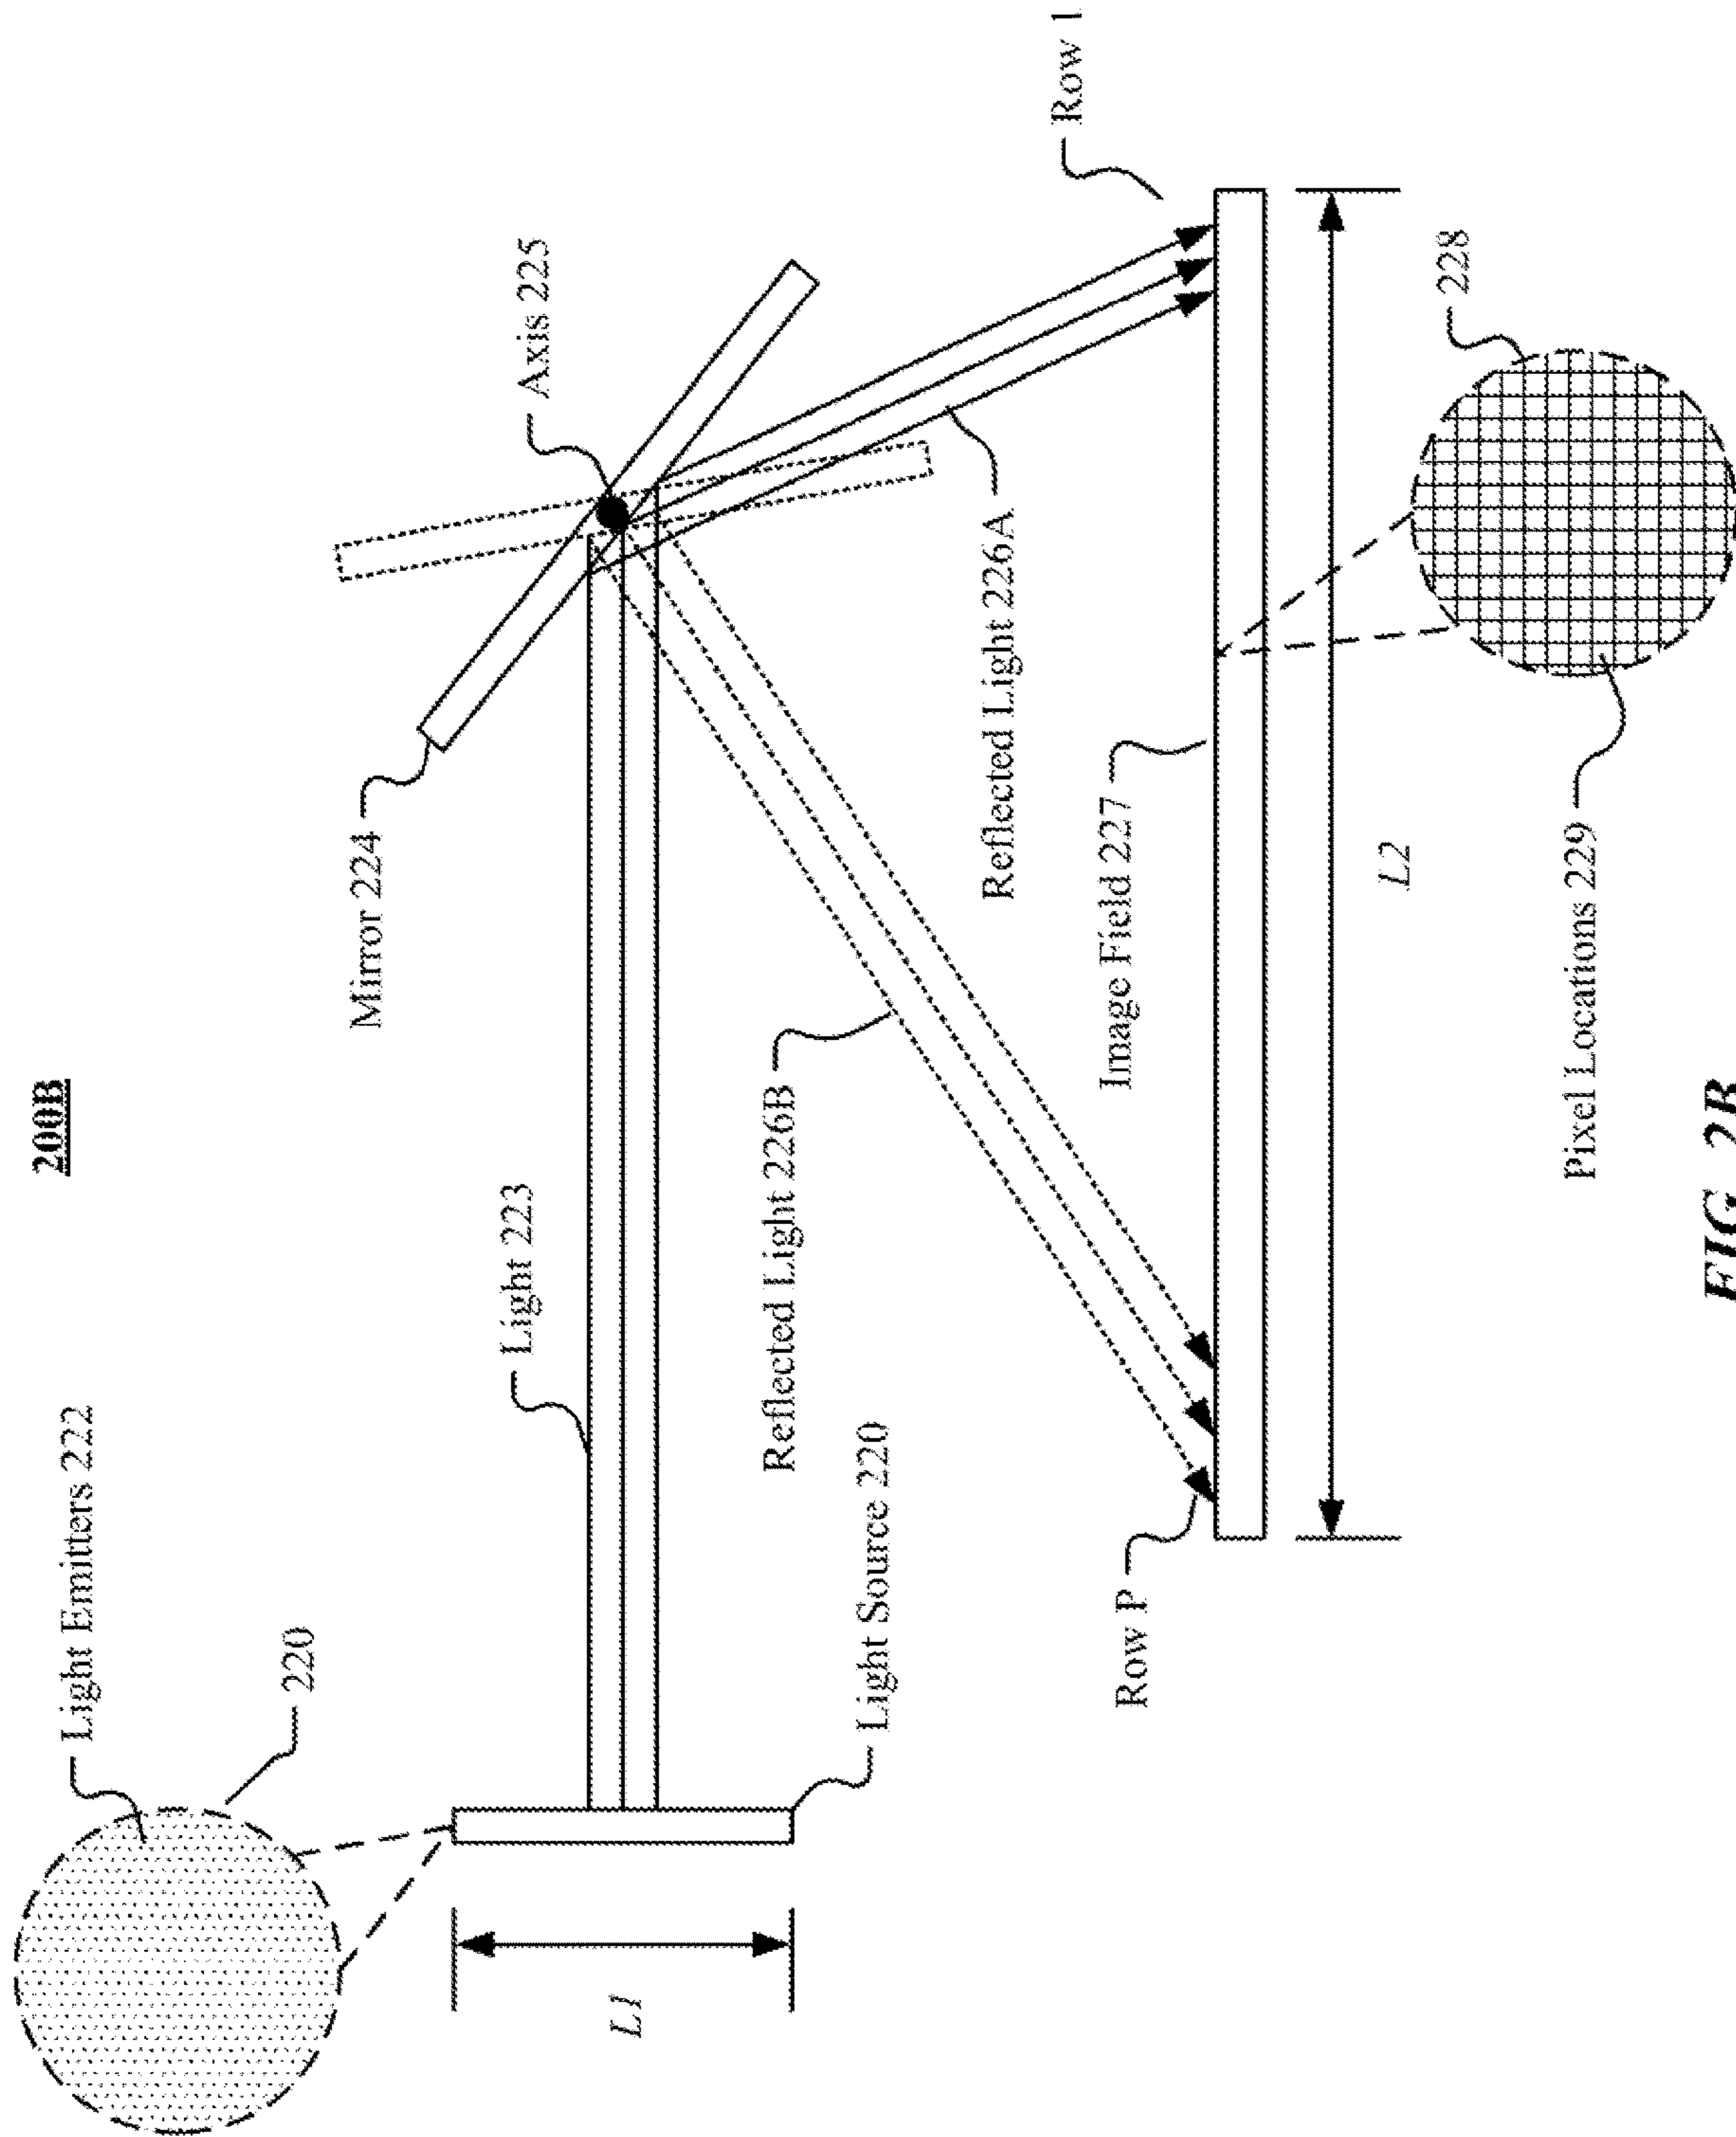 200B
Light Emitters 222
220
Light 223
Mirror 224
Axis 225
L1
Light Source 220
Reflected Light 226B
Reflected Light 226A
Row P
Image Field 227
Row 1
L2
228
Pixel Locations 229
FIG. 2B